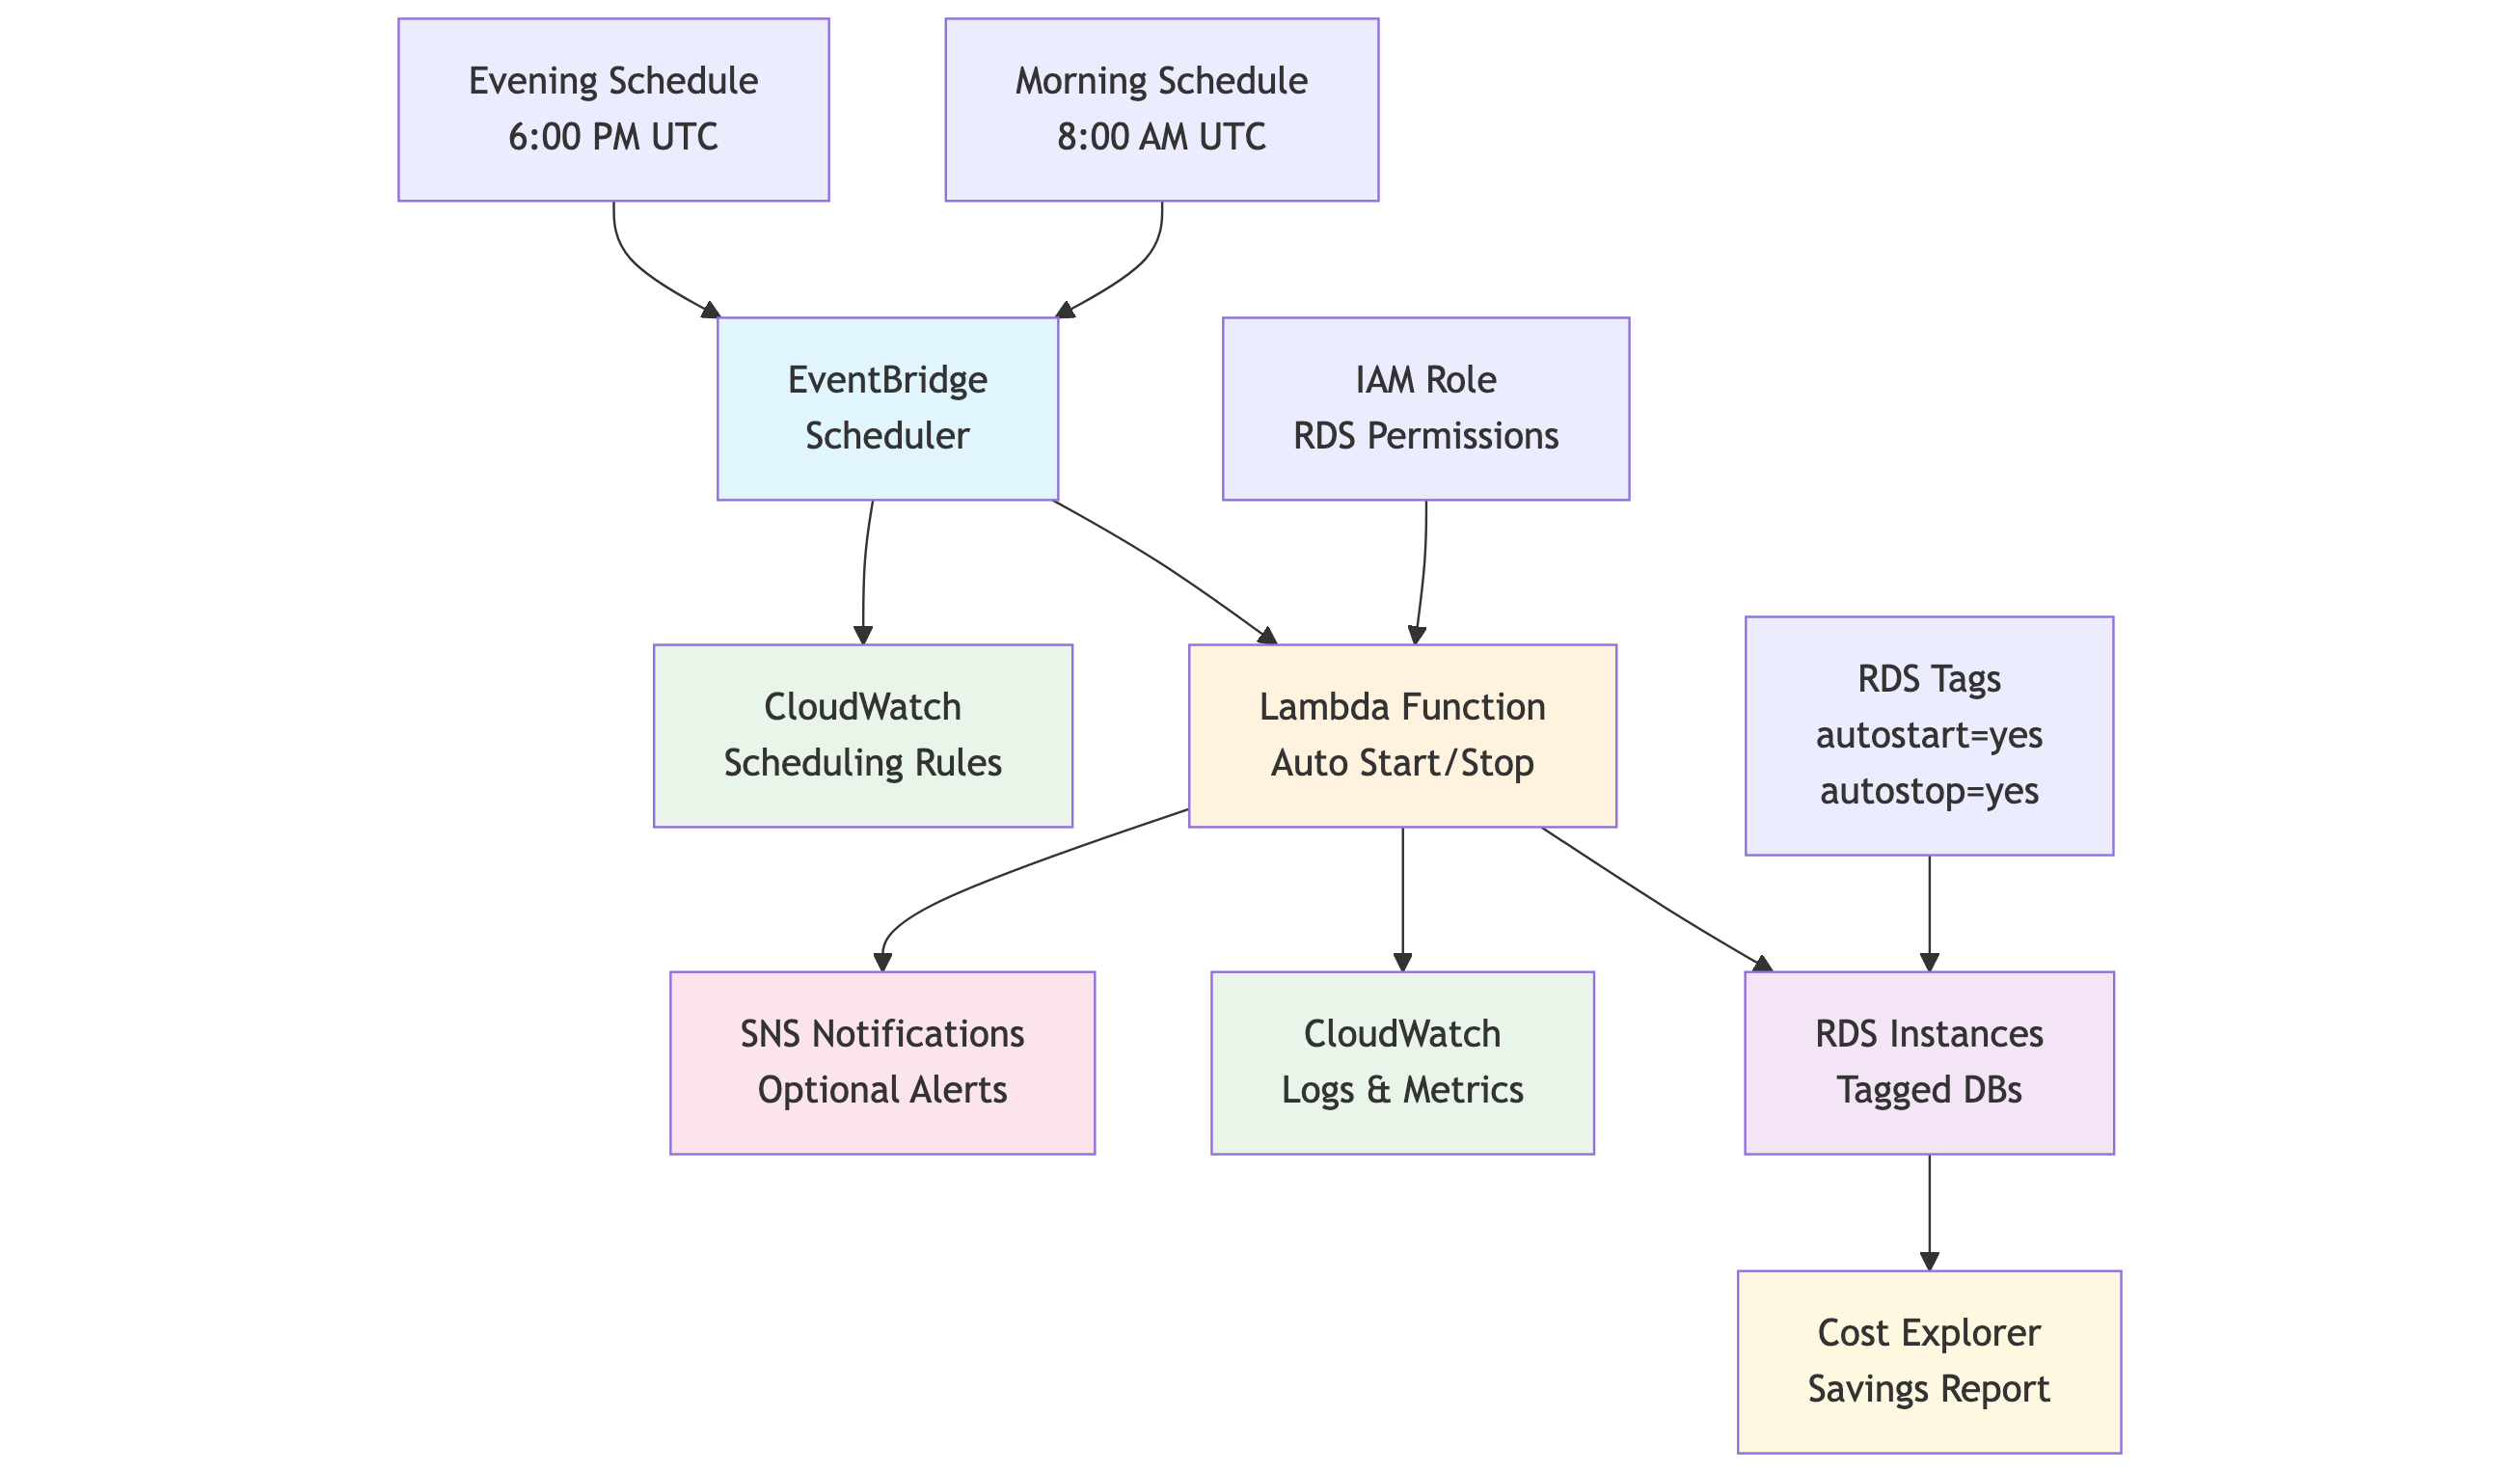 Evening Schedule
6:00 PM UTC
Morning Schedule
8:00 AM UTC
EventBridge
Scheduler
IAM Role
RDS Permissions
CloudWatch
Scheduling Rules
Lambda Function
Auto Start/Stop
RDS Tags
autostart=yes
autostop=yes
SNS Notifications
Optional Alerts
CloudWatch
Logs & Metrics
RDS Instances
Tagged DBs
Cost Explorer
Savings Report